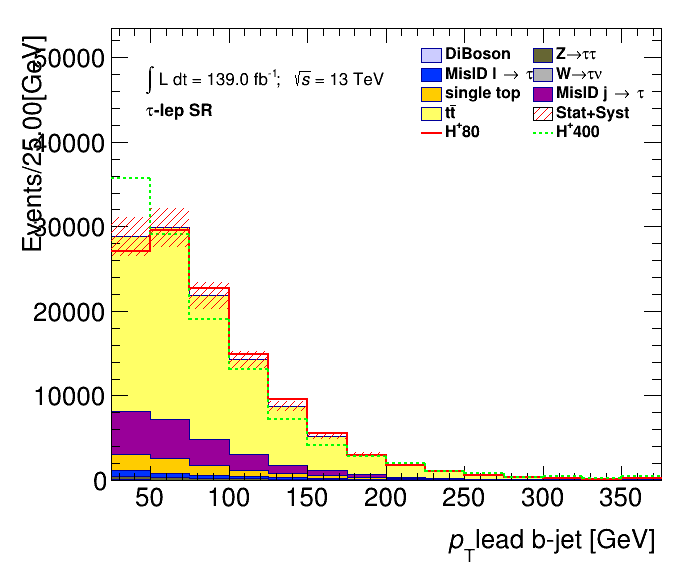 Events/25.00[GeV]
50000
40000
30000
20000
10000
0
∫ L dt = 139.0 fb⁻¹; √s = 13 TeV
τ-lep SR
DiBoson
Z→ττ
MisID l → τ
W→τν
single top
MisID j → τ
tt̄
Stat+Syst
H⁺80
H⁺400
50 100 150 200 250 300 350
p_T lead b-jet [GeV]